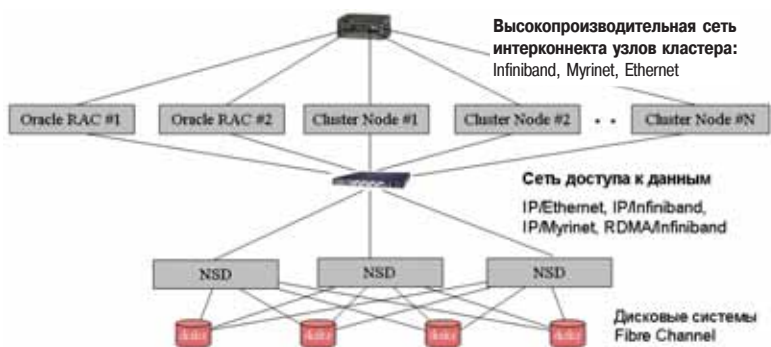 Высокопроизводительная сеть
интерконнекта узлов кластера:
Infiniband, Myrinet, Ethernet
Oracle RAC #1
Oracle RAC #2
Cluster Node #1
Cluster Node #2
. .
Cluster Node #N
Сеть доступа к данным
IP/Ethernet, IP/Infiniband,
IP/Myrinet, RDMA/Infiniband
NSD
NSD
NSD
Дисковые системы
Fibre Channel